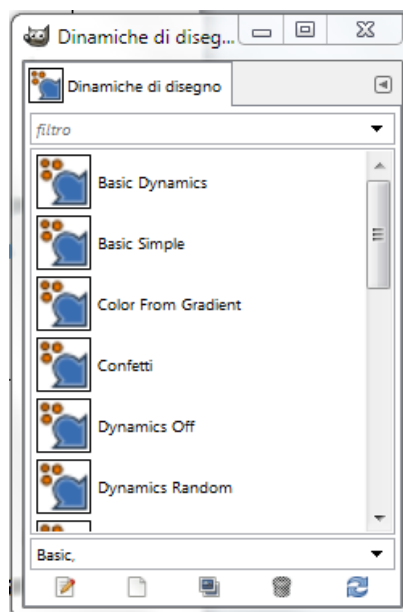 Dinamiche di diseg...
Dinamiche di disegno
filtro
Basic Dynamics
Basic Simple
Color From Gradient
Confetti
Dynamics Off
Dynamics Random
Basic,